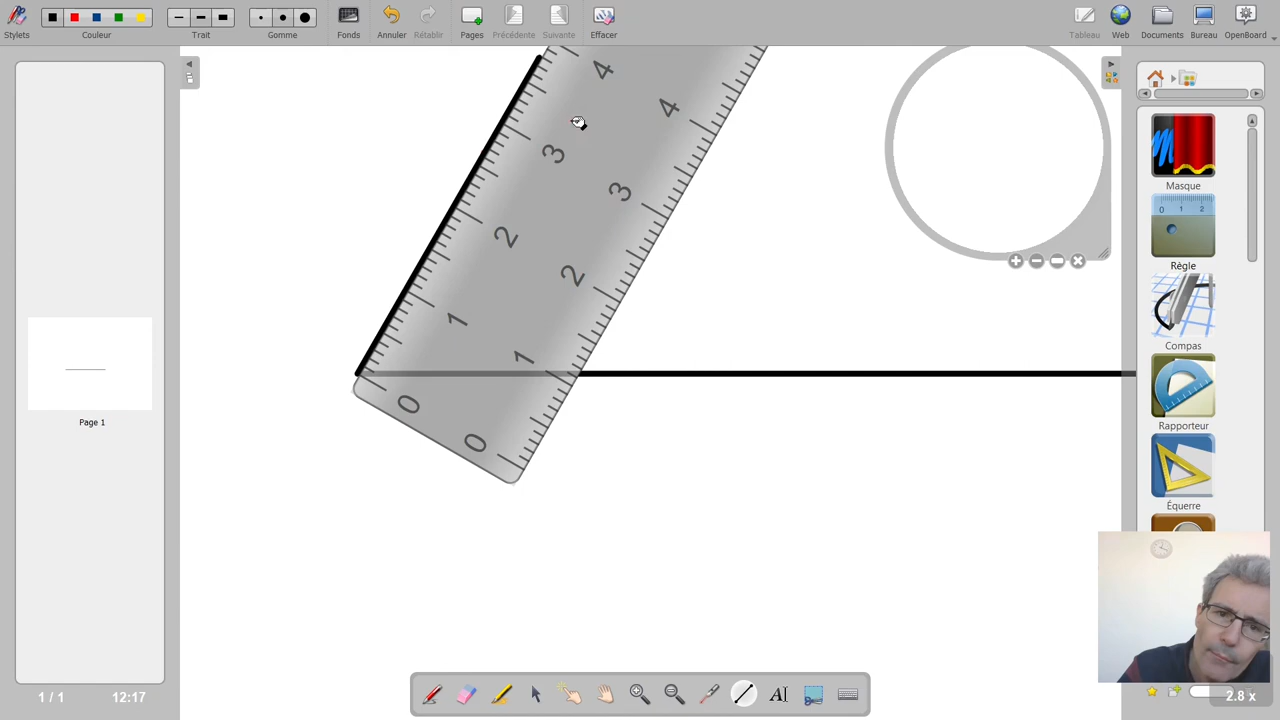 Stylets Couleur Trait Gomme Fonds Annuler Rétablir Pages Précédente Suivante Effacer Tableau Web Documents Bureau OpenBoard
4
4
3
3
2
2
1
1
0
0
Page 1
0 1 2
Masque
Règle
Compas
Rapporteur
Équerre
1 / 1 12:17
AI
2.8 x